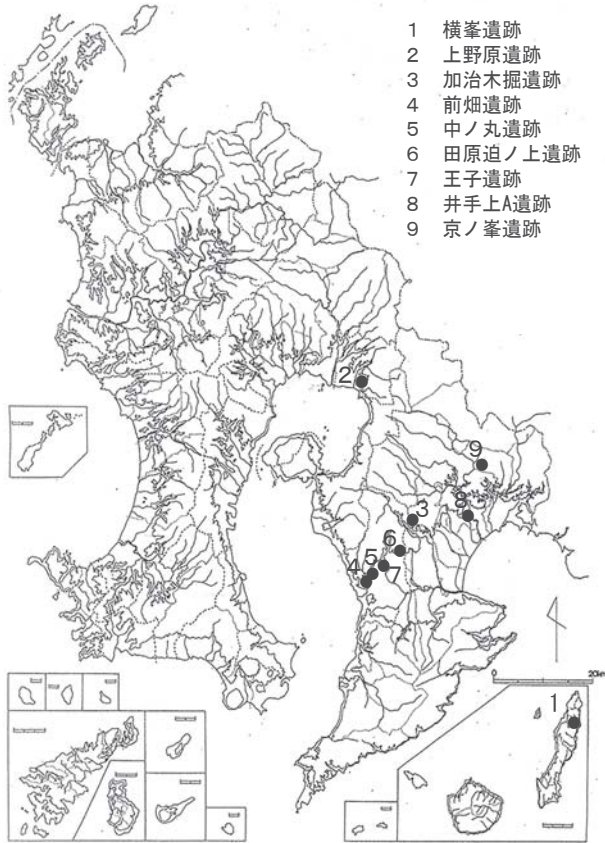 1 横峯遺跡
2 上野原遺跡
3 加治木掘遺跡
4 前畑遺跡
5 中ノ丸遺跡
6 田原迫ノ上遺跡
7 王子遺跡
8 井手上A遺跡
9 京ノ峯遺跡
2
9
3
8
6
5
4
7
0
20km
1